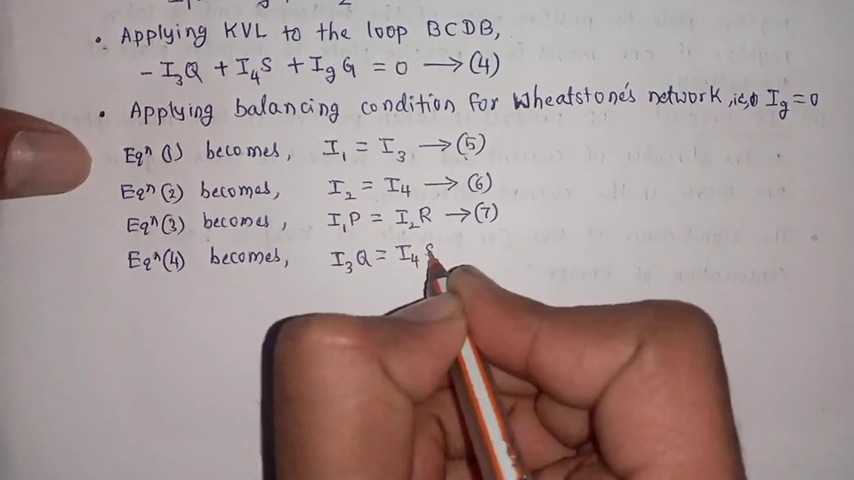 • Applying KVL to the loop BCDB,
- I₃Q + I₄S + IgG = 0 → (4)
• Applying balancing condition for Wheatstone's network, i.e, Ig = 0
Eqⁿ (1) becomes, I₁ = I₃ → (5)
Eqⁿ (2) becomes, I₂ = I₄ → (6)
Eqⁿ (3) becomes, I₁P = I₂R → (7)
Eqⁿ (4) becomes, I₃Q = I₄S